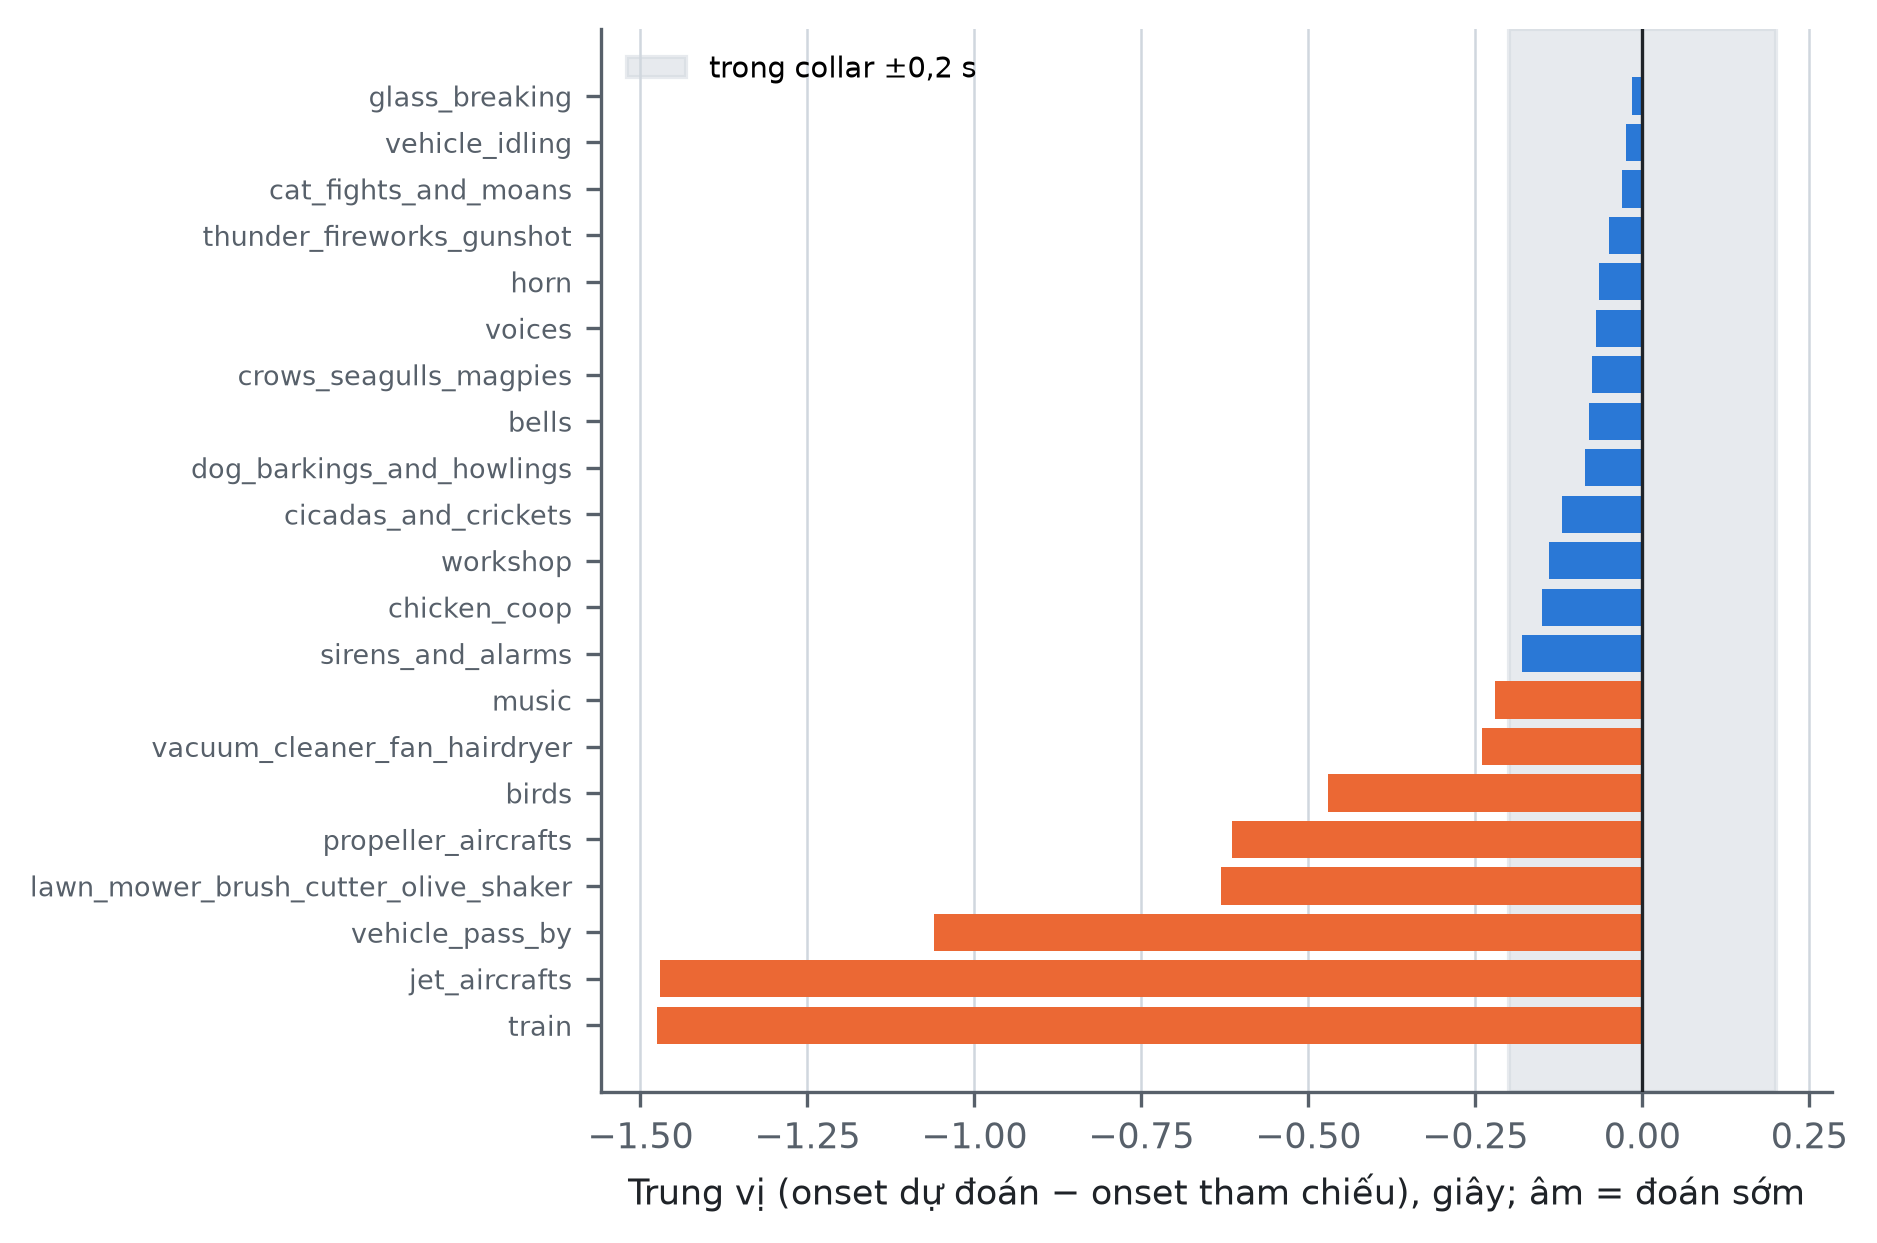 trong collar ±0,2 s
glass_breaking
vehicle_idling
cat_fights_and_moans
thunder_fireworks_gunshot
horn
voices
crows_seagulls_magpies
bells
dog_barkings_and_howlings
cicadas_and_crickets
workshop
chicken_coop
sirens_and_alarms
music
vacuum_cleaner_fan_hairdryer
birds
propeller_aircrafts
lawn_mower_brush_cutter_olive_shaker
vehicle_pass_by
jet_aircrafts
train
−1.50 −1.25 −1.00 −0.75 −0.50 −0.25 0.00 0.25
Trung vị (onset dự đoán − onset tham chiếu), giây; âm = đoán sớm